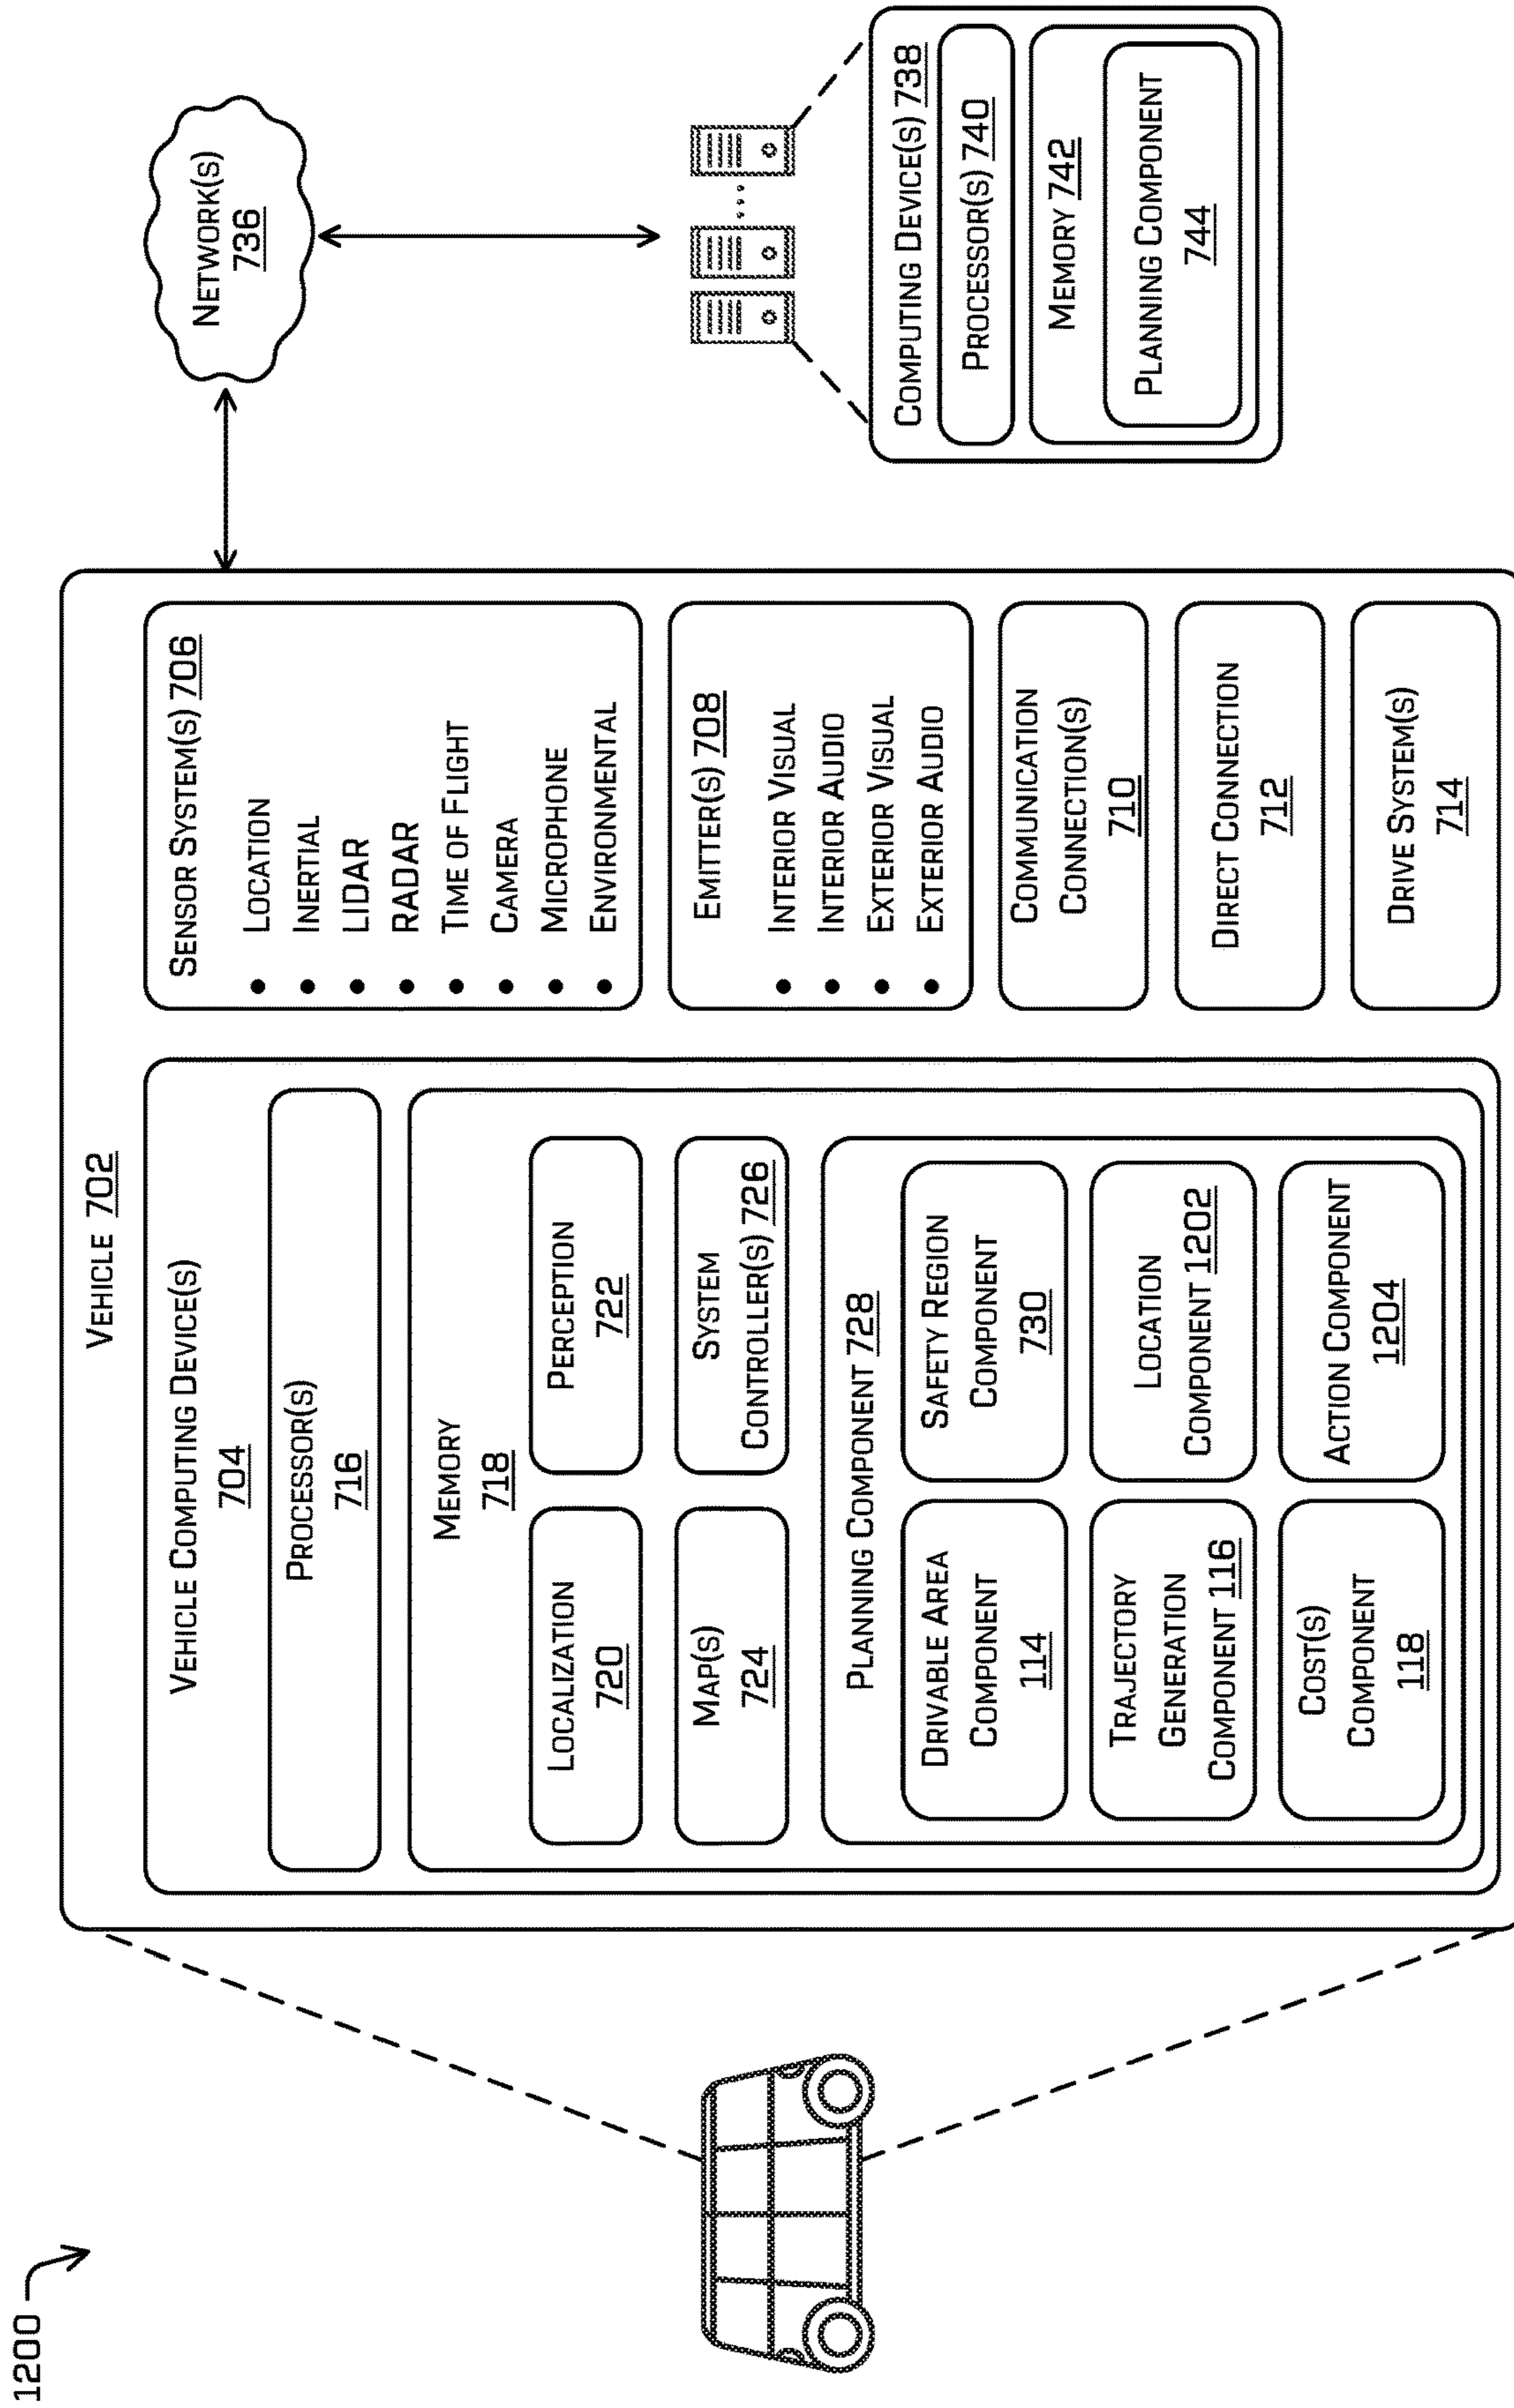 1200
VEHICLE 702
VEHICLE COMPUTING DEVICE(S)
704
PROCESSOR(S)
716
MEMORY
718
LOCALIZATION
720
PERCEPTION
722
MAP(S)
724
SYSTEM
CONTROLLER(S) 726
PLANNING COMPONENT 728
DRIVABLE AREA
COMPONENT
114
SAFETY REGION
COMPONENT
730
TRAJECTORY
GENERATION
COMPONENT 116
LOCATION
COMPONENT 1202
COST(S)
COMPONENT
118
ACTION COMPONENT
1204
SENSOR SYSTEM(S) 706
• LOCATION
• INERTIAL
• LIDAR
• RADAR
• TIME OF FLIGHT
• CAMERA
• MICROPHONE
• ENVIRONMENTAL
EMITTER(S) 708
• INTERIOR VISUAL
• INTERIOR AUDIO
• EXTERIOR VISUAL
• EXTERIOR AUDIO
COMMUNICATION
CONNECTION(S)
710
DIRECT CONNECTION
712
DRIVE SYSTEM(S)
714
NETWORK(S)
736
...
COMPUTING DEVICE(S) 738
PROCESSOR(S) 740
MEMORY 742
PLANNING COMPONENT
744